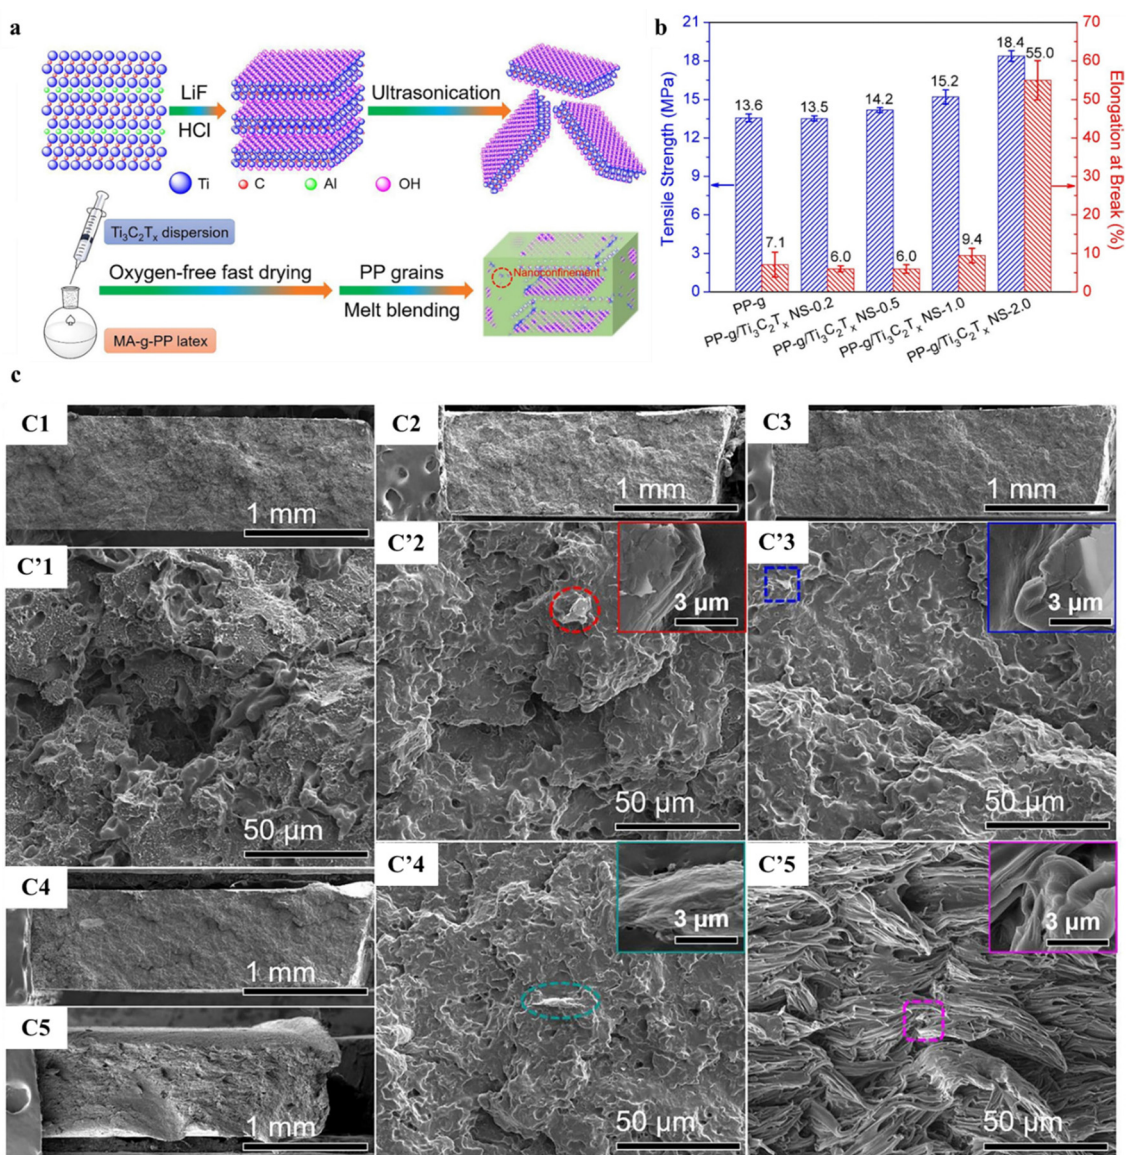 a
LiF
HCl
Ultrasonication
Ti
C
Al
OH
Ti₃C₂Tₓ dispersion
Oxygen-free fast drying
PP grains
Melt blending
Nanoconfinement
MA-g-PP latex
b
Tensile Strength (MPa)
21
18
15
12
9
6
3
0
13.6
7.1
13.5
6.0
14.2
6.0
15.2
9.4
18.4
55.0
70
60
50
40
30
20
10
0
Elongation at Break (%)
PP-g
PP-g/Ti₃C₂Tₓ NS-0.2
PP-g/Ti₃C₂Tₓ NS-0.5
PP-g/Ti₃C₂Tₓ NS-1.0
PP-g/Ti₃C₂Tₓ NS-2.0
c
C1
1 mm
C2
1 mm
C3
1 mm
C’1
50 µm
C’2
3 µm
50 µm
C’3
3 µm
50 µm
C4
1 mm
C5
1 mm
C’4
3 µm
50 µm
C’5
3 µm
50 µm